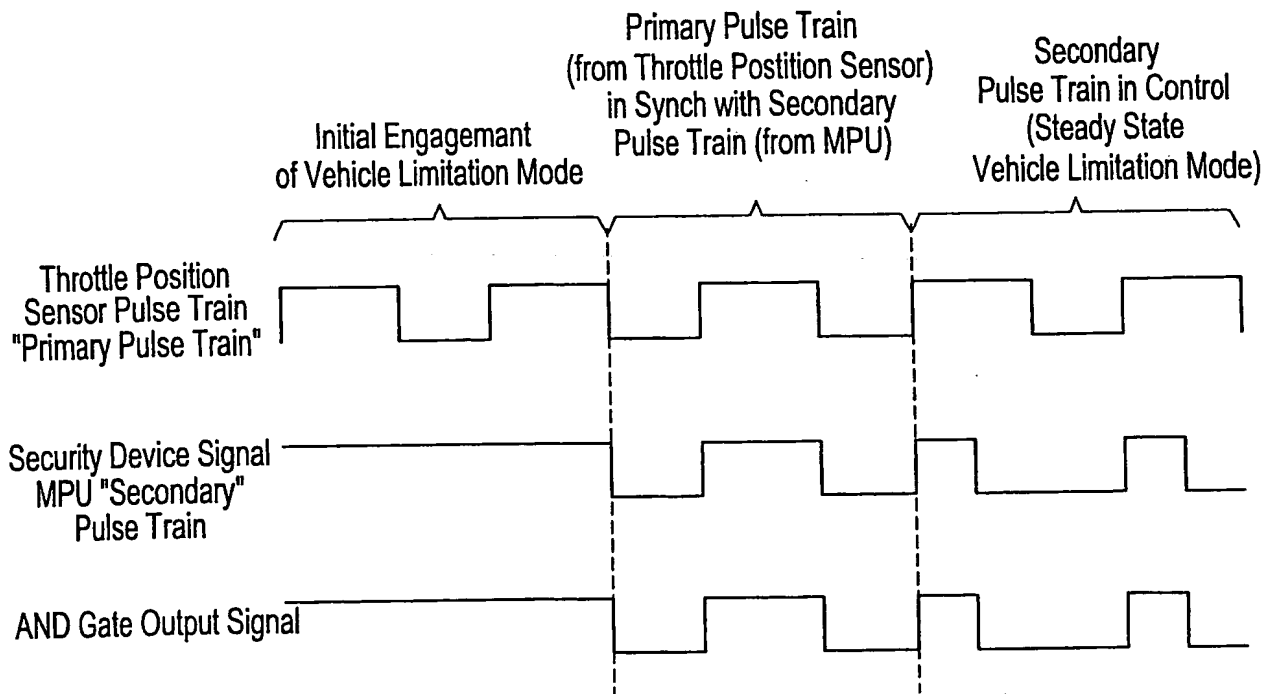 Initial Engagemant
of Vehicle Limitation Mode
Primary Pulse Train
(from Throttle Postition Sensor)
in Synch with Secondary
Pulse Train (from MPU)
Secondary
Pulse Train in Control
(Steady State
Vehicle Limitation Mode)
Throttle Position
Sensor Pulse Train
"Primary Pulse Train"
Security Device Signal
MPU "Secondary"
Pulse Train
AND Gate Output Signal